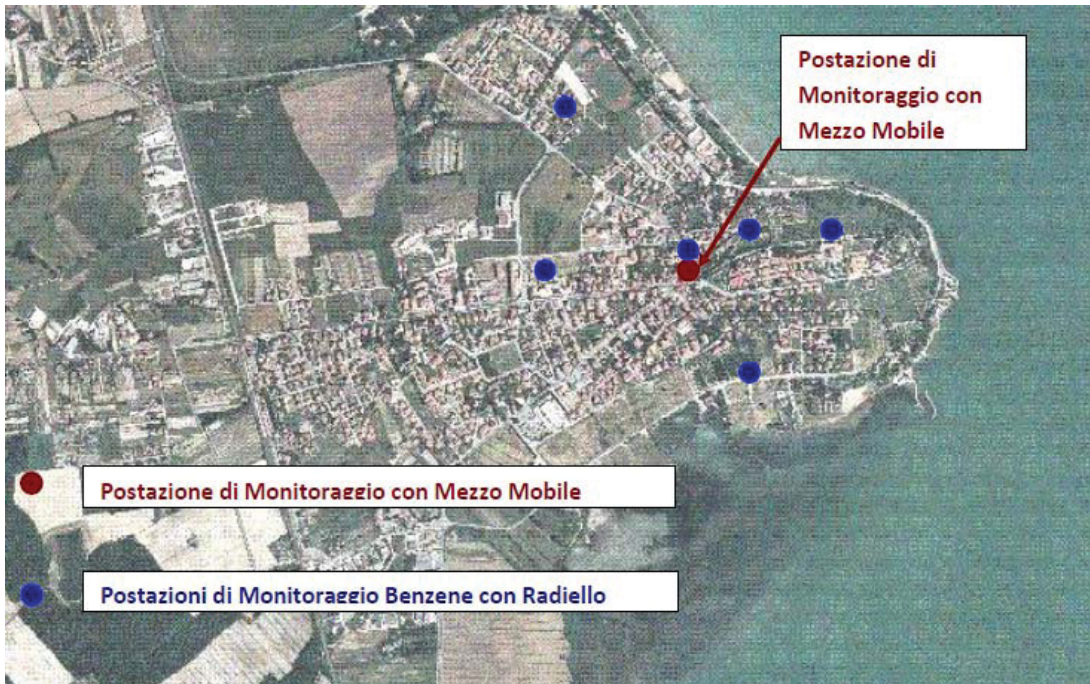 Postazione di
Monitoraggio con
Mezzo Mobile
Postazione di Monitoraggio con Mezzo Mobile
Postazioni di Monitoraggio Benzene con Radiello